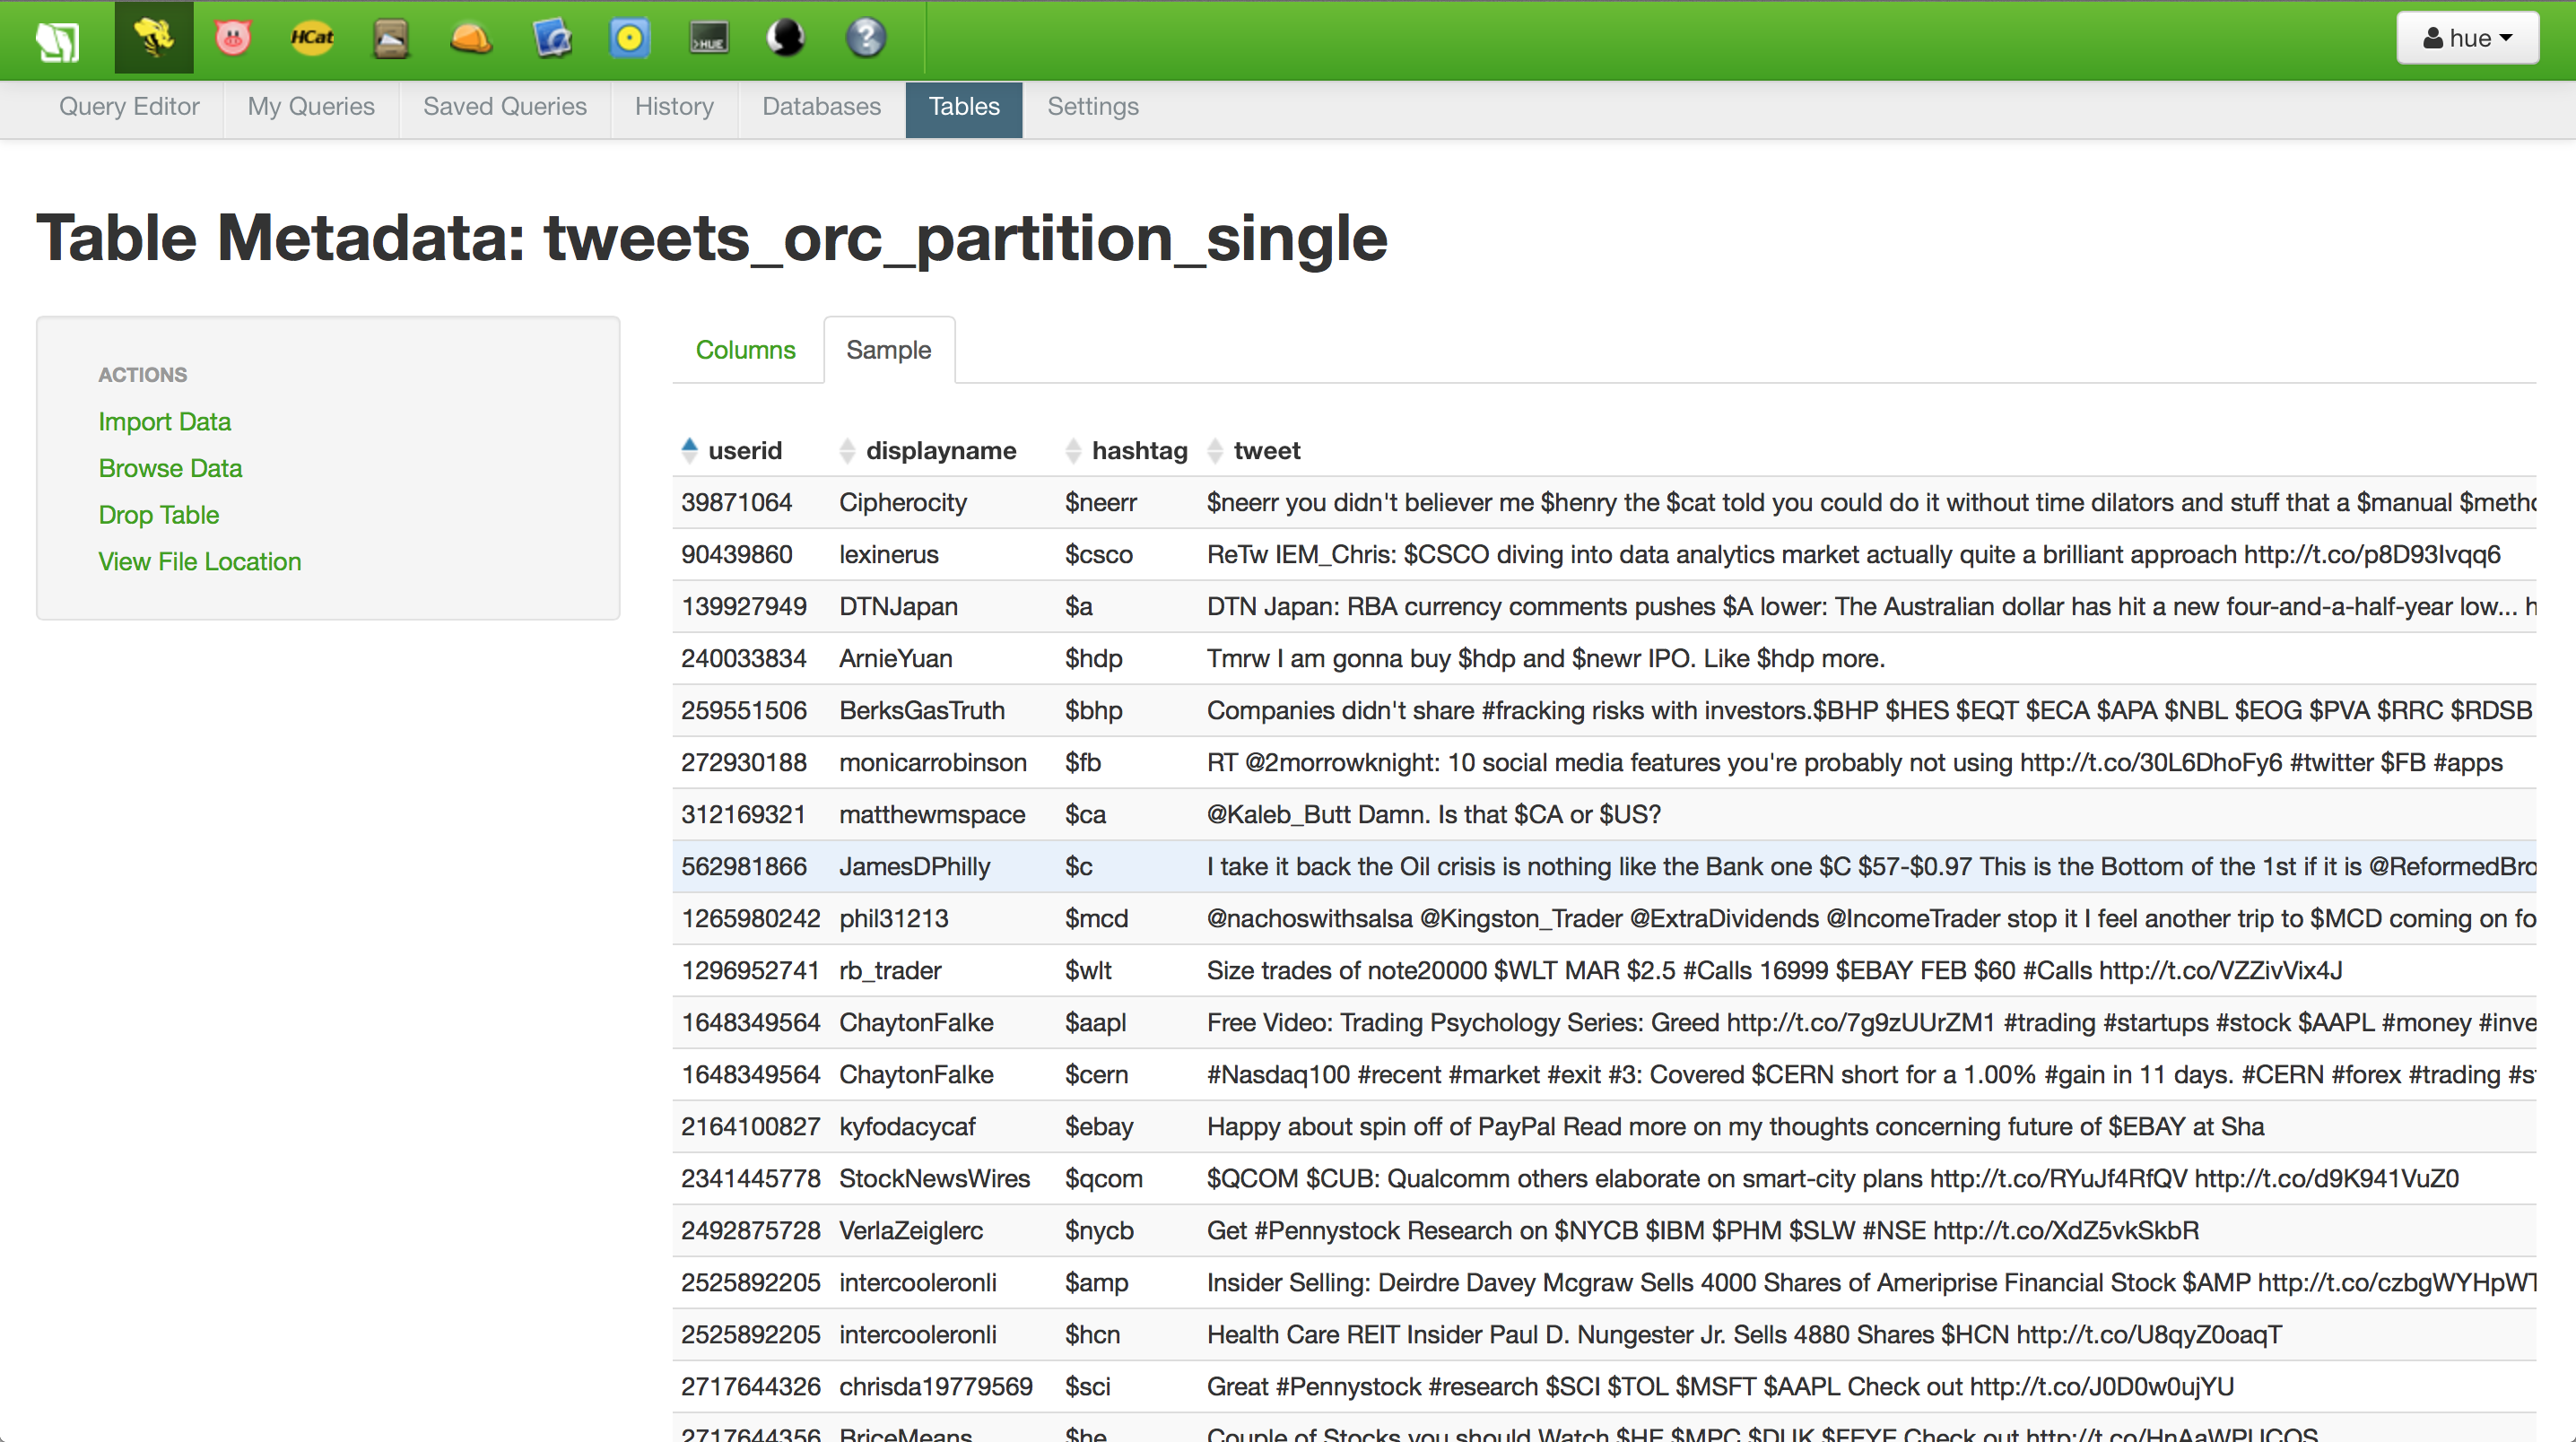 HCat
>HUE
?
hue
Query Editor My Queries Saved Queries History Databases Tables Settings
Table Metadata: tweets_orc_partition_single
ACTIONS
Import Data
Browse Data
Drop Table
View File Location
Columns Sample
userid displayname hashtag tweet
39871064 Cipherocity $neerr $neerr you didn't believer me $henry the $cat told you could do it without time dilators and stuff that a $manual
90439860 lexinerus $csco ReTw IEM_Chris: $CSCO diving into data analytics market actually quite a brilliant approach http://t.co/p8D93Ivqq6
139927949 DTNJapan $a DTN Japan: RBA currency comments pushes $A lower: The Australian dollar has hit a new four-and-a-half-year low...
240033834 ArnieYuan $hdp Tmrw I am gonna buy $hdp and $newr IPO. Like $hdp more.
259551506 BerksGasTruth $bhp Companies didn't share #fracking risks with investors.$BHP $HES $EQT $ECA $APA $NBL $EOG $PVA $RRC $RDSB
272930188 monicarrobinson $fb RT @2morrowknight: 10 social media features you're probably not using http://t.co/30L6DhoFy6 #twitter $FB #apps
312169321 matthewmspace $ca @Kaleb_Butt Damn. Is that $CA or $US?
562981866 JamesDPhilly $c I take it back the Oil crisis is nothing like the Bank one $C $57-$0.97 This is the Bottom of the 1st if it is @ReformedBro
1265980242 phil31213 $mcd @nachoswithsalsa @Kingston_Trader @ExtraDividends @IncomeTrader stop it I feel another trip to $MCD coming on fo
1296952741 rb_trader $wlt Size trades of note20000 $WLT MAR $2.5 #Calls 16999 $EBAY FEB $60 #Calls http://t.co/VZZivVix4J
1648349564 ChaytonFalke $aapl Free Video: Trading Psychology Series: Greed http://t.co/7g9zUUrZM1 #trading #startups #stock $AAPL #money #inve
1648349564 ChaytonFalke $cern #Nasdaq100 #recent #market #exit #3: Covered $CERN short for a 1.00% #gain in 11 days. #CERN #forex #trading
2164100827 kyfodacycaf $ebay Happy about spin off of PayPal Read more on my thoughts concerning future of $EBAY at Sha
2341445778 StockNewsWires $qcom $QCOM $CUB: Qualcomm others elaborate on smart-city plans http://t.co/RYuJf4RfQV http://t.co/d9K941VuZ0
2492875728 VerlaZeiglerc $nycb Get #Pennystock Research on $NYCB $IBM $PHM $SLW #NSE http://t.co/XdZ5vkSkbR
2525892205 intercooleronli $amp Insider Selling: Deirdre Davey Mcgraw Sells 4000 Shares of Ameriprise Financial Stock $AMP http://t.co/czbgWYHpWT
2525892205 intercooleronli $hcn Health Care REIT Insider Paul D. Nungester Jr. Sells 4880 Shares $HCN http://t.co/U8qyZ0oaqT
2717644326 chrisda19779569 $sci Great #Pennystock #research $SCI $TOL $MSFT $AAPL Check out http://t.co/J0D0w0ujYU
2717644356 BriceMeans $he Couple of Stocks you should Watch $HE $MPC $DUK $FFYE Check out